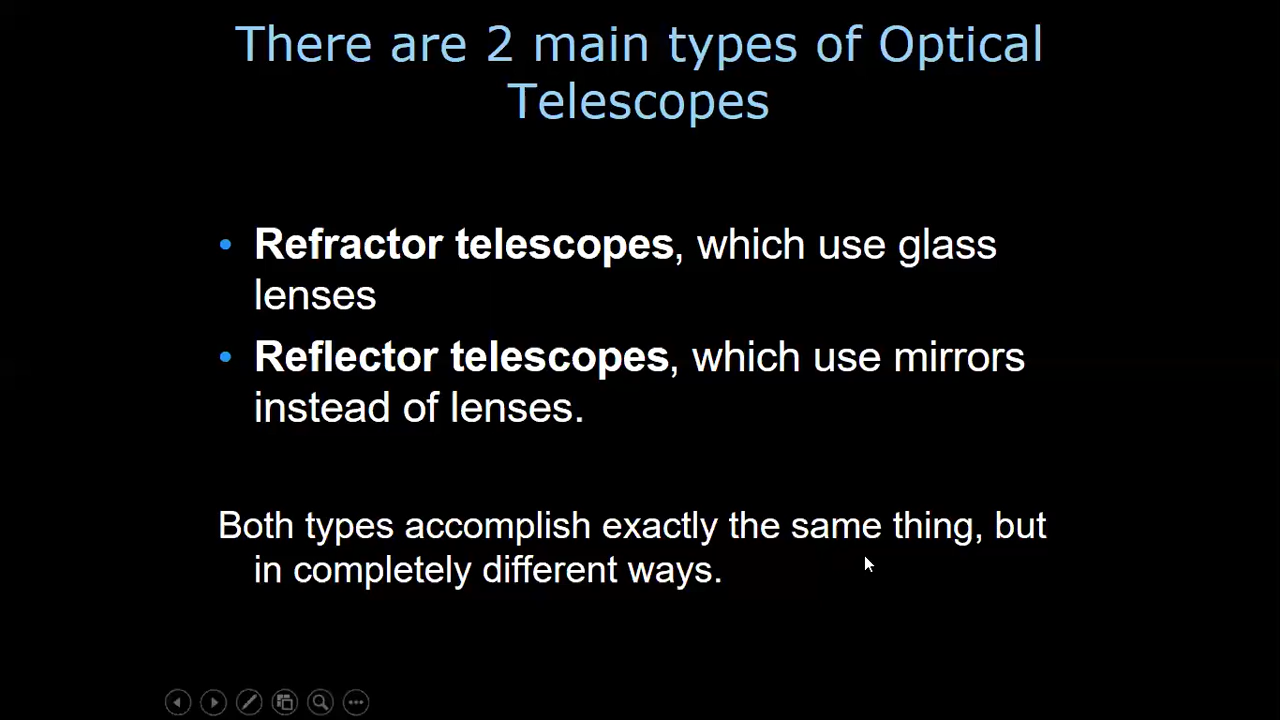 There are 2 main types of Optical
Telescopes
• Refractor telescopes, which use glass
lenses
• Reflector telescopes, which use mirrors
instead of lenses.
Both types accomplish exactly the same thing, but
in completely different ways.